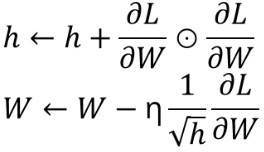 h ← h + ∂L/∂W ⊙ ∂L/∂W
W ← W − η 1/√h ∂L/∂W